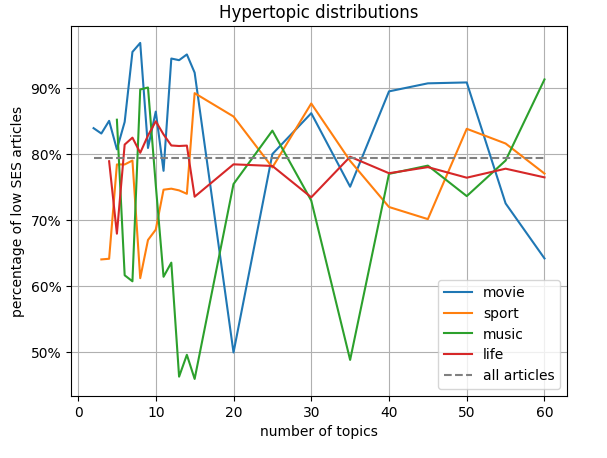 Hypertopic distributions
percentage of low SES articles
90%
80%
70%
60%
50%
0 10 20 30 40 50 60
number of topics
movie
sport
music
life
all articles